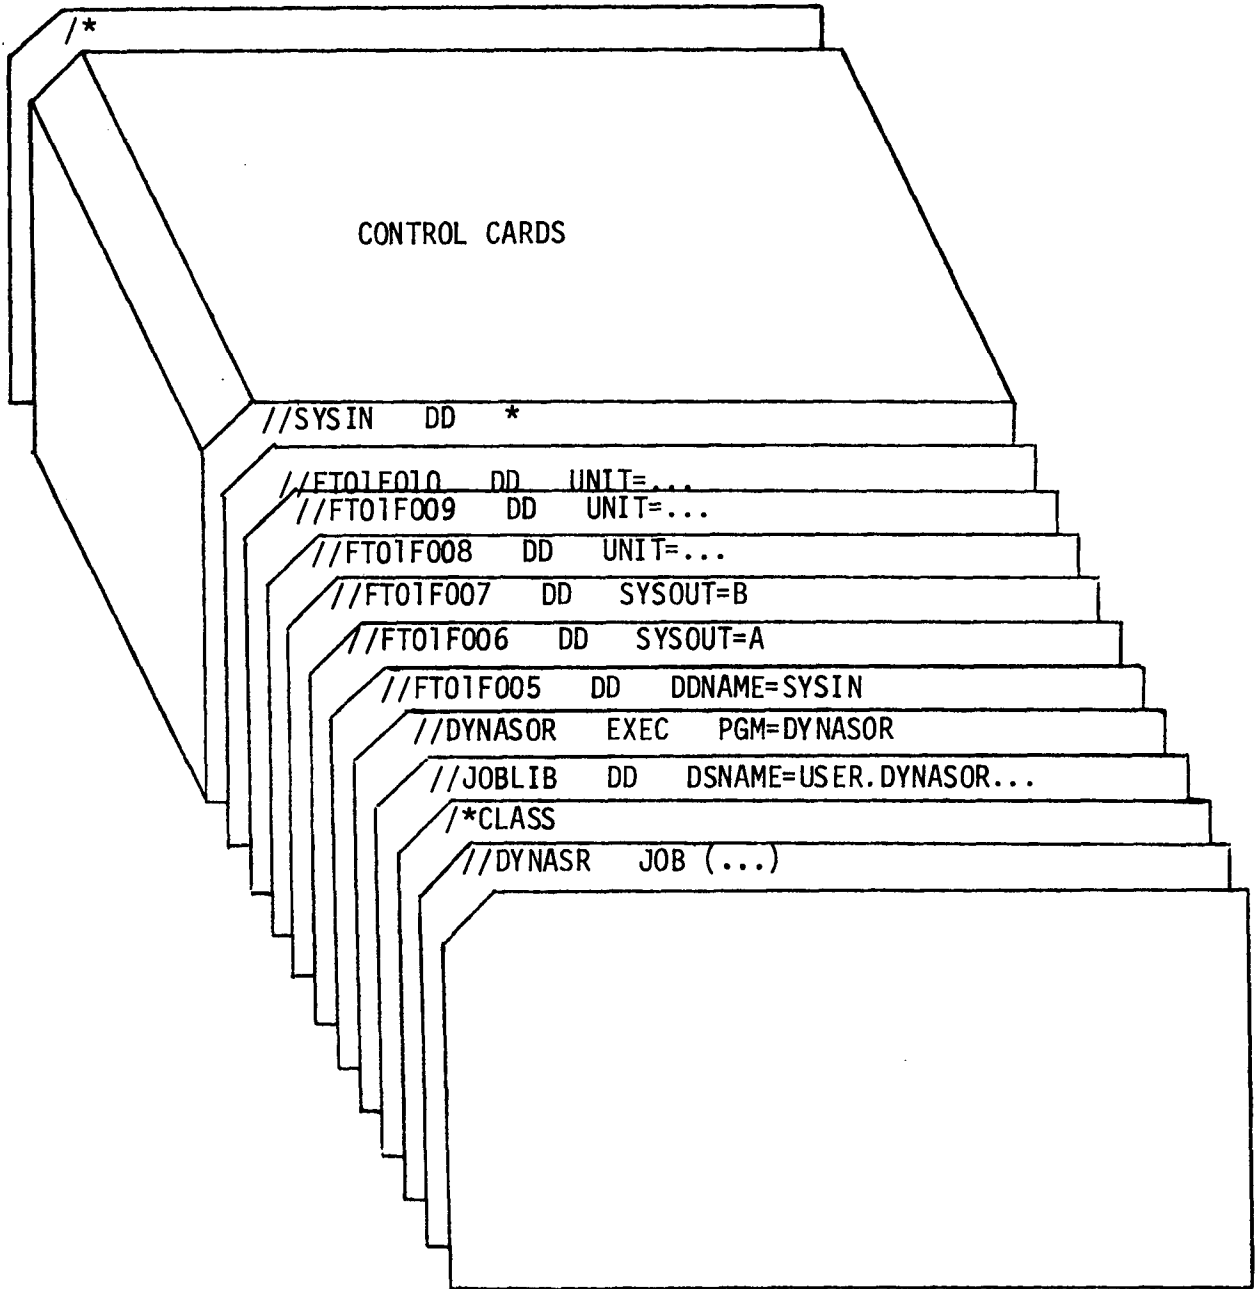 /*
CONTROL CARDS
//SYSIN DD *
//FT01F010 DD UNIT=...
//FT01F009 DD UNIT=...
//FT01F008 DD UNIT=...
//FT01F007 DD SYSOUT=B
//FT01F006 DD SYSOUT=A
//FT01F005 DD DDNAME=SYSIN
//DYNASOR EXEC PGM=DYNASOR
//JOBLIB DD DSNAME=USER.DYNASOR...
/*CLASS
//DYNASR JOB (...)